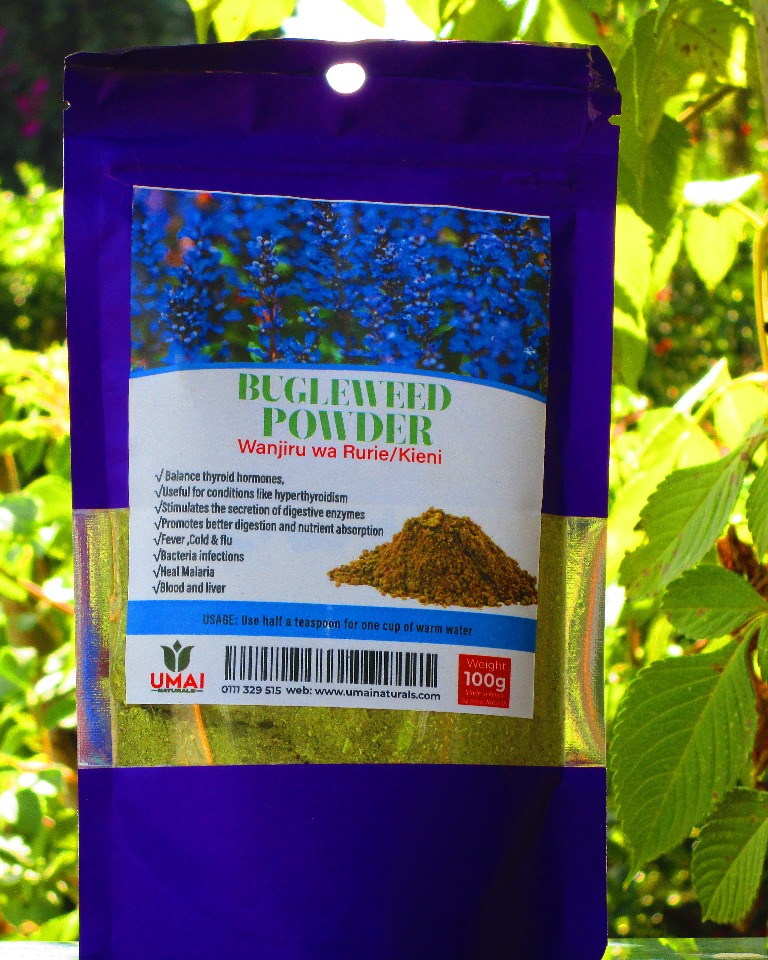 BUGLEWEED
POWDER
Wanjiru wa Rurie/Kieni
√ Balance thyroid hormones,
√Useful for conditions like hyperthyroidism
√Stimulates the secretion of digestive enzymes
√Promotes better digestion and nutrient absorption
√Fever ,Cold & flu
√Bacteria infections
√Heal Malaria
√Blood and liver
USAGE: Use half a teaspoon for one cup of warm water
UMAI
NATURALS
0111 329 515 web: www.umainaturals.com
Weight
100g